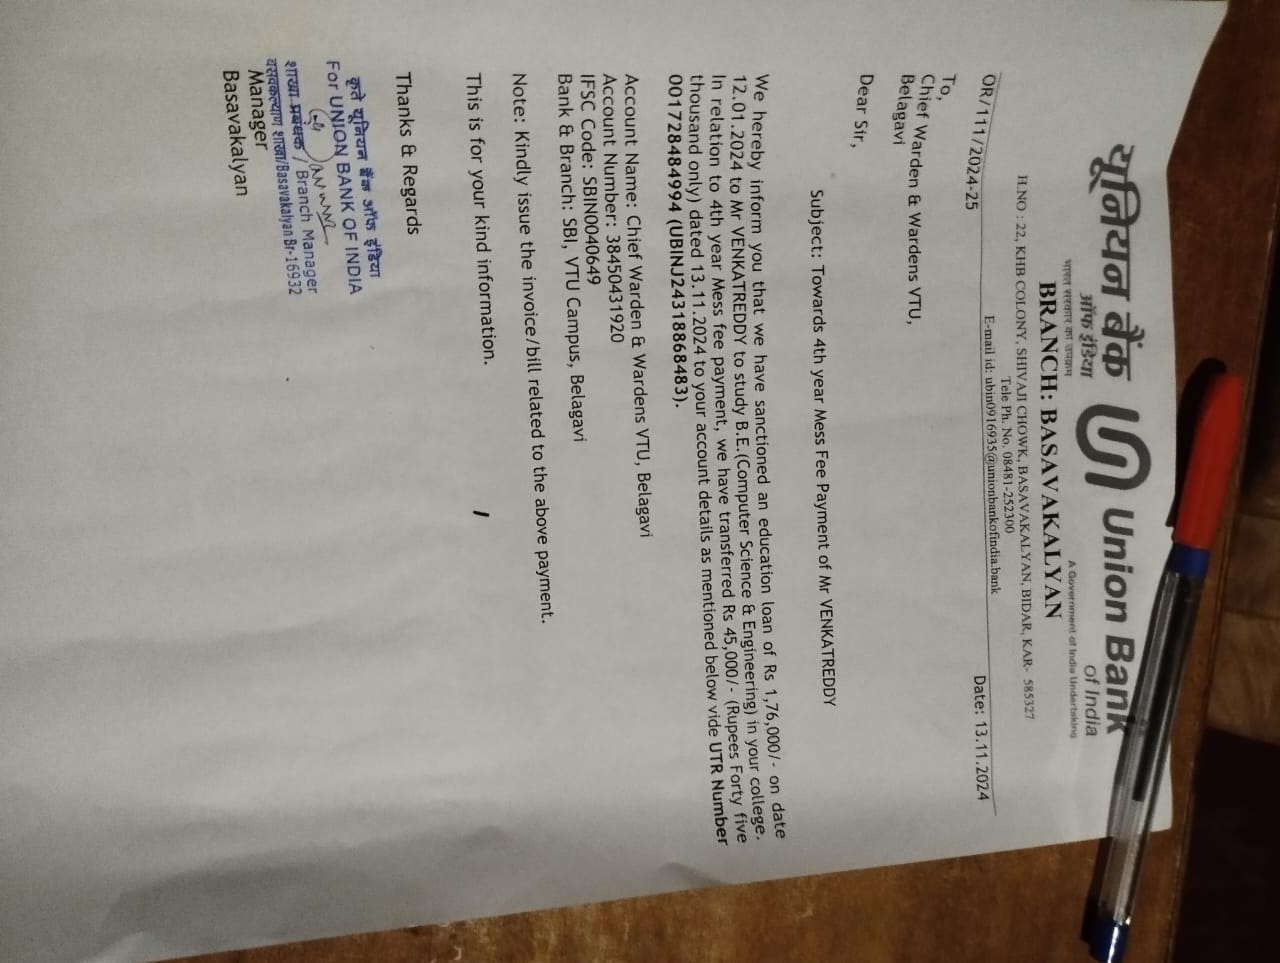 यूनियन बैंक Union Bank
ऑफ इंडिया of India
भारत सरकार का उपक्रम A Government of India Undertaking
BRANCH: BASAVAKALYAN
H.NO : 22, KHB COLONY, SHIVAJI CHOWK, BASAVAKALYAN, BIDAR, KAR- 585327
Tele Ph. No. 08481-252300
E-mail id: ubin0916935@unionbankofindia.bank
OR/111/2024-25 Date: 13.11.2024
To,
Chief Warden & Wardens VTU,
Belagavi
Dear Sir,
Subject: Towards 4th year Mess Fee Payment of Mr VENKATREDDY
We hereby inform you that we have sanctioned an education loan of Rs 1,76,000/- on date
12.01.2024 to Mr VENKATREDDY to study B.E.(Computer Science & Engineering) in your college.
In relation to 4th year Mess fee payment, we have transferred Rs 45,000/- (Rupees Forty five
thousand only) dated 13.11.2024 to your account details as mentioned below vide UTR Number
001728484994 (UBINJ24318868483).
Account Name: Chief Warden & Wardens VTU, Belagavi
Account Number: 38450431920
IFSC Code: SBIN0040649
Bank & Branch: SBI, VTU Campus, Belagavi
Note: Kindly issue the invoice/bill related to the above payment.
This is for your kind information.
Thanks & Regards
कृते यूनियन बैंक ऑफ इंडिया
For UNION BANK OF INDIA
शाखा प्रबंधक / Branch Manager
बसवकल्याण शाखा/Basavakalyan Br-16932
Manager
Basavakalyan